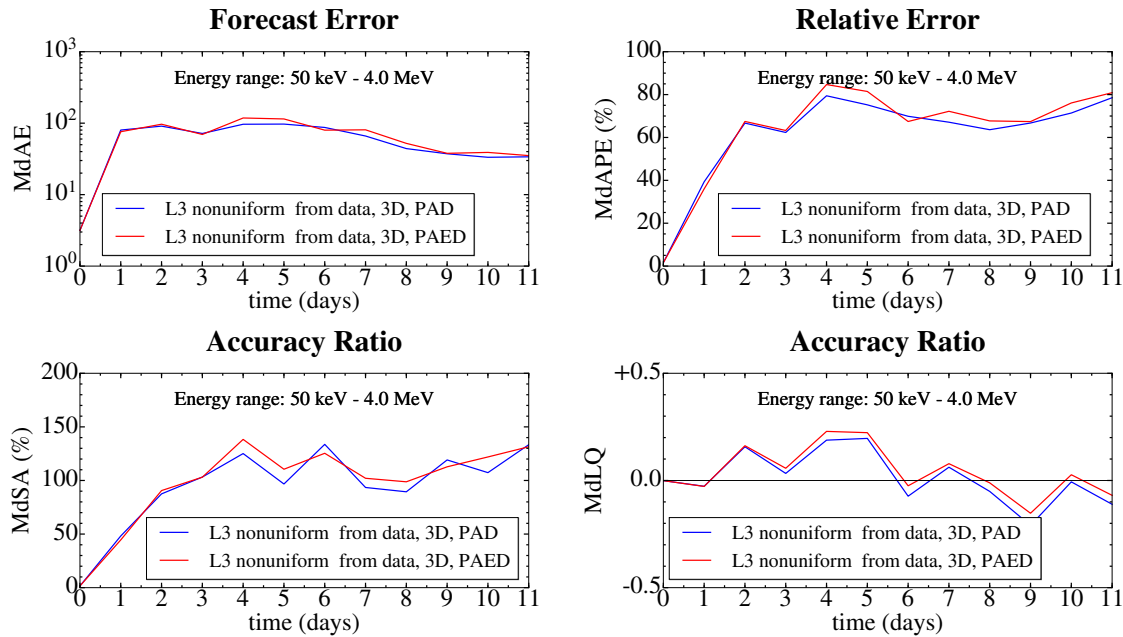 Forecast Error
10³
10²
10¹
10⁰
MdAE
Energy range: 50 keV - 4.0 MeV
L3 nonuniform from data, 3D, PAD
L3 nonuniform from data, 3D, PAED
0 1 2 3 4 5 6 7 8 9 10 11
time (days)
Relative Error
100
80
60
40
20
0
MdAPE (%)
Energy range: 50 keV - 4.0 MeV
L3 nonuniform from data, 3D, PAD
L3 nonuniform from data, 3D, PAED
0 1 2 3 4 5 6 7 8 9 10 11
time (days)
Accuracy Ratio
200
150
100
50
0
MdSA (%)
Energy range: 50 keV - 4.0 MeV
L3 nonuniform from data, 3D, PAD
L3 nonuniform from data, 3D, PAED
0 1 2 3 4 5 6 7 8 9 10 11
time (days)
Accuracy Ratio
+0.5
0.0
-0.5
MdLQ
Energy range: 50 keV - 4.0 MeV
L3 nonuniform from data, 3D, PAD
L3 nonuniform from data, 3D, PAED
0 1 2 3 4 5 6 7 8 9 10 11
time (days)